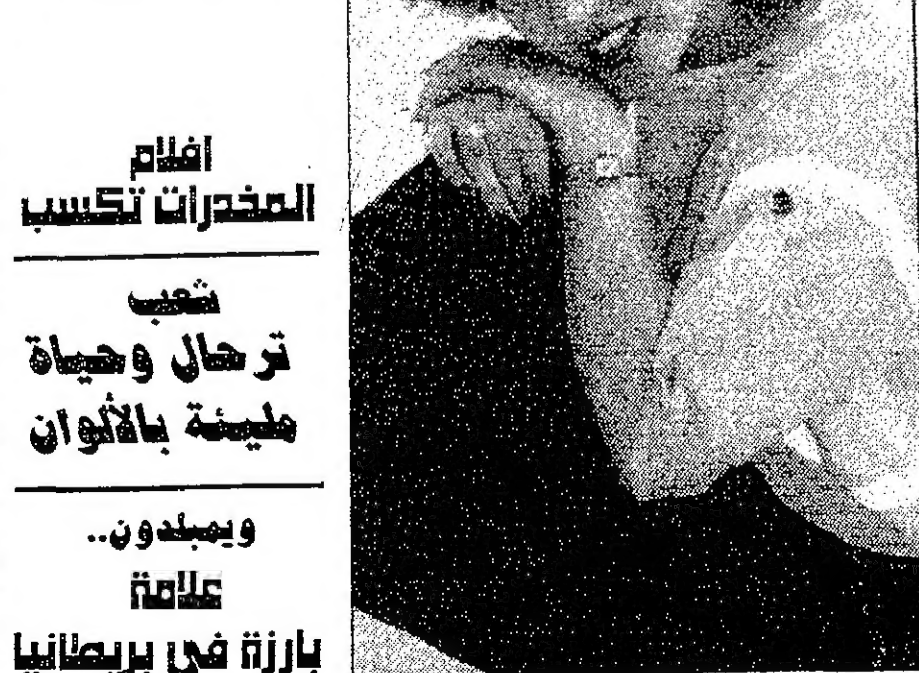 افلام
المخدرات تكسب
شعب
ترحال وحياة
مليئة بالألوان
ويمبلدون..
علامة
بارزة في بريطانيا